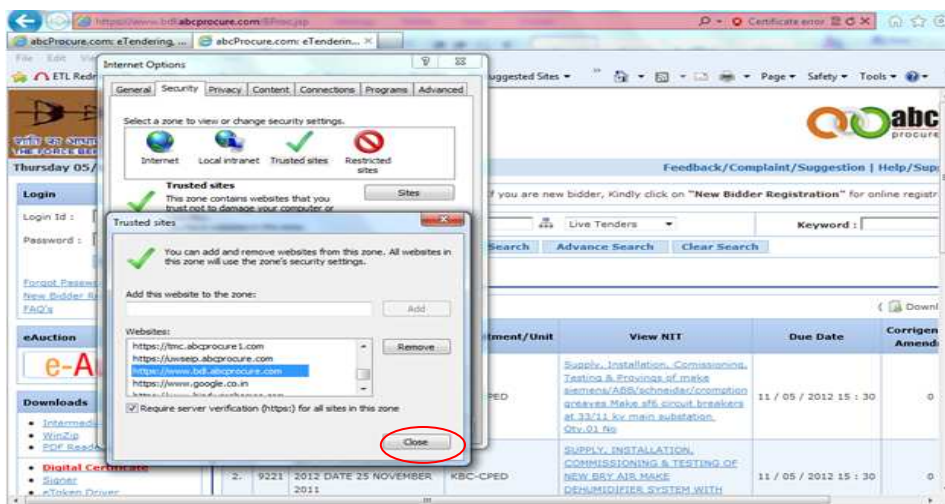 https://www.bdl.abcprocure.com/EProc.jsp
Certificate error
abcProcure.com: eTendering, ...
abcProcure.com: eTenderin...
File Edit
ETL Redr
Suggested Sites
Page Safety Tools
Internet Options
General Security Privacy Content Connections Programs Advanced
Select a zone to view or change security settings.
Internet Local intranet Trusted sites Restricted sites
Trusted sites
This zone contains websites that you
trust not to damage your computer or
Sites
abc
procure
THE FORCE BE
Thursday 05/
Feedback/Complaint/Suggestion | Help/Sup
Login
If you are new bidder, Kindly click on "New Bidder Registration" for online registr
Login Id :
Live Tenders
Keyword :
Password :
Search Advance Search Clear Search
Forgot Passw
New Bidder R
FAQ's
Trusted sites
You can add and remove websites from this zone. All websites in
this zone will use the zone's security settings.
Add this website to the zone:
Add
Websites:
https://tmc.abcprocure1.com
https://uwseip.abcprocure.com
https://www.bdl.abcprocure.com
https://www.google.co.in
Remove
Require server verification (https:) for all sites in this zone
Close
( Downl
eAuction
e-A
tment/Unit View NIT Due Date Corrigen
Amend
Supply, Installation, Comissioning,
Testing & Provings of make
siemens/ABB/schneider/cromption
greaves Make sf6 circuit breakers
at 33/11 kv main substation.
Qty.01 No
PED
11 / 05 / 2012 15 : 30
0
Downloads
Intermedi
WinZip
PDF Reade
Digital Certificate
Signer
eToken Driver
2. 9221 2012 DATE 25 NOVEMBER
2011
KBC-CPED
SUPPLY, INSTALLATION,
COMMISSIONING & TESTING OF
NEW BRY AIR MAKE
DEHUMIDIFIER SYSTEM WITH
11 / 05 / 2012 15 : 30
0